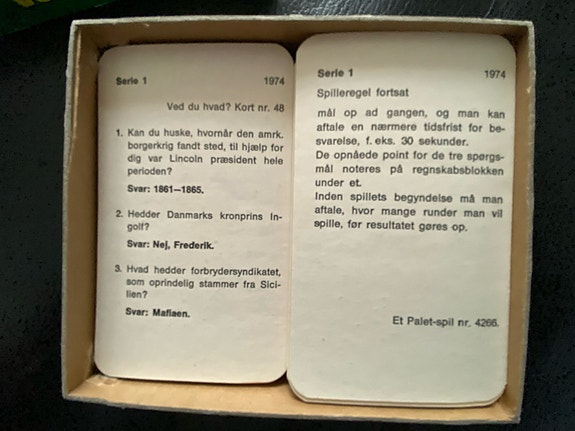 Serie 1 1974
Ved du hvad? Kort nr. 48
1. Kan du huske, hvornår den amrk.
borgerkrig fandt sted, til hjælp for
dig var Lincoln præsident hele
perioden?
Svar: 1861—1865.
2. Hedder Danmarks kronprins In-
golf?
Svar: Nej, Frederik.
3. Hvad hedder forbrydersyndikatet,
som oprindelig stammer fra Sici-
lien?
Svar: Mafiaen.
Serie 1 1974
Spilleregel fortsat
mål op ad gangen, og man kan
aftale en nærmere tidsfrist for be-
svarelse, f. eks. 30 sekunder.
De opnåede point for de tre spørgs-
mål noteres på regnskabsblokken
under et.
Inden spillets begyndelse må man
aftale, hvor mange runder man vil
spille, før resultatet gøres op.
Et Palet-spil nr. 4266.